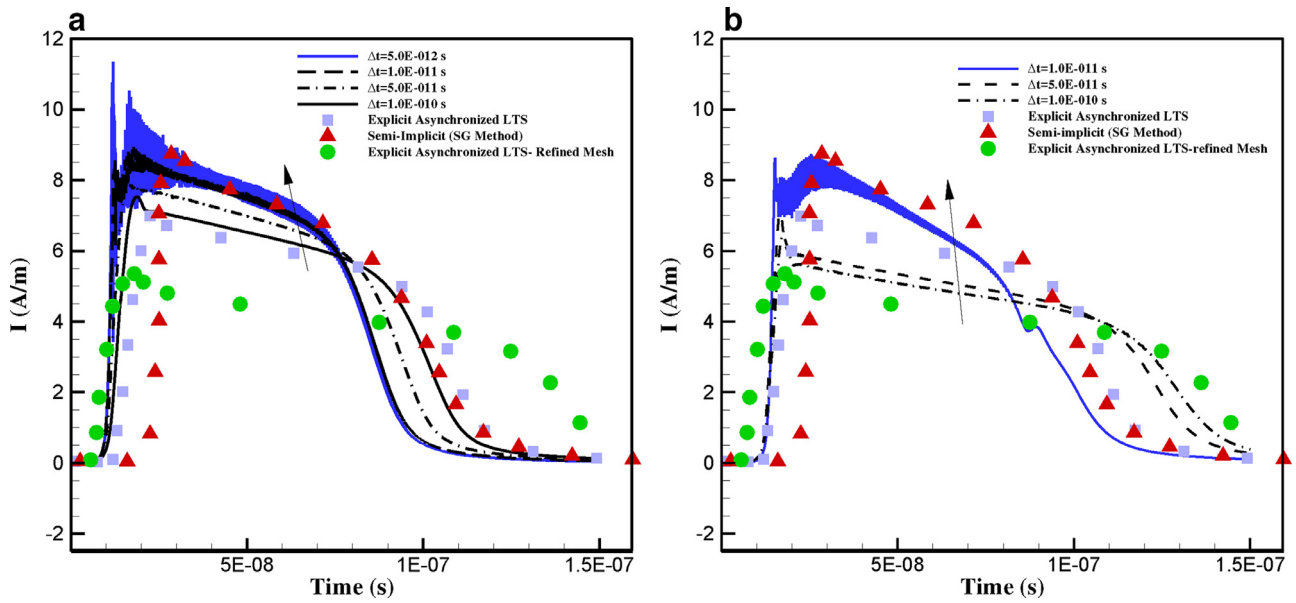 a
12
10
8
6
4
2
0
-2
I (A/m)
Δt=5.0E-012 s
Δt=1.0E-011 s
Δt=5.0E-011 s
Δt=1.0E-010 s
Explicit Asynchronized LTS
Semi-Implicit (SG Method)
Explicit Asynchronized LTS- Refined Mesh
5E-08
1E-07
1.5E-07
Time (s)
b
12
10
8
6
4
2
0
-2
I (A/m)
Δt=1.0E-011 s
Δt=5.0E-011 s
Δt=1.0E-010 s
Explicit Asynchronized LTS
Semi-implicit (SG Method)
Explicit Asynchronized LTS-refined Mesh
5E-08
1E-07
1.5E-07
Time (s)